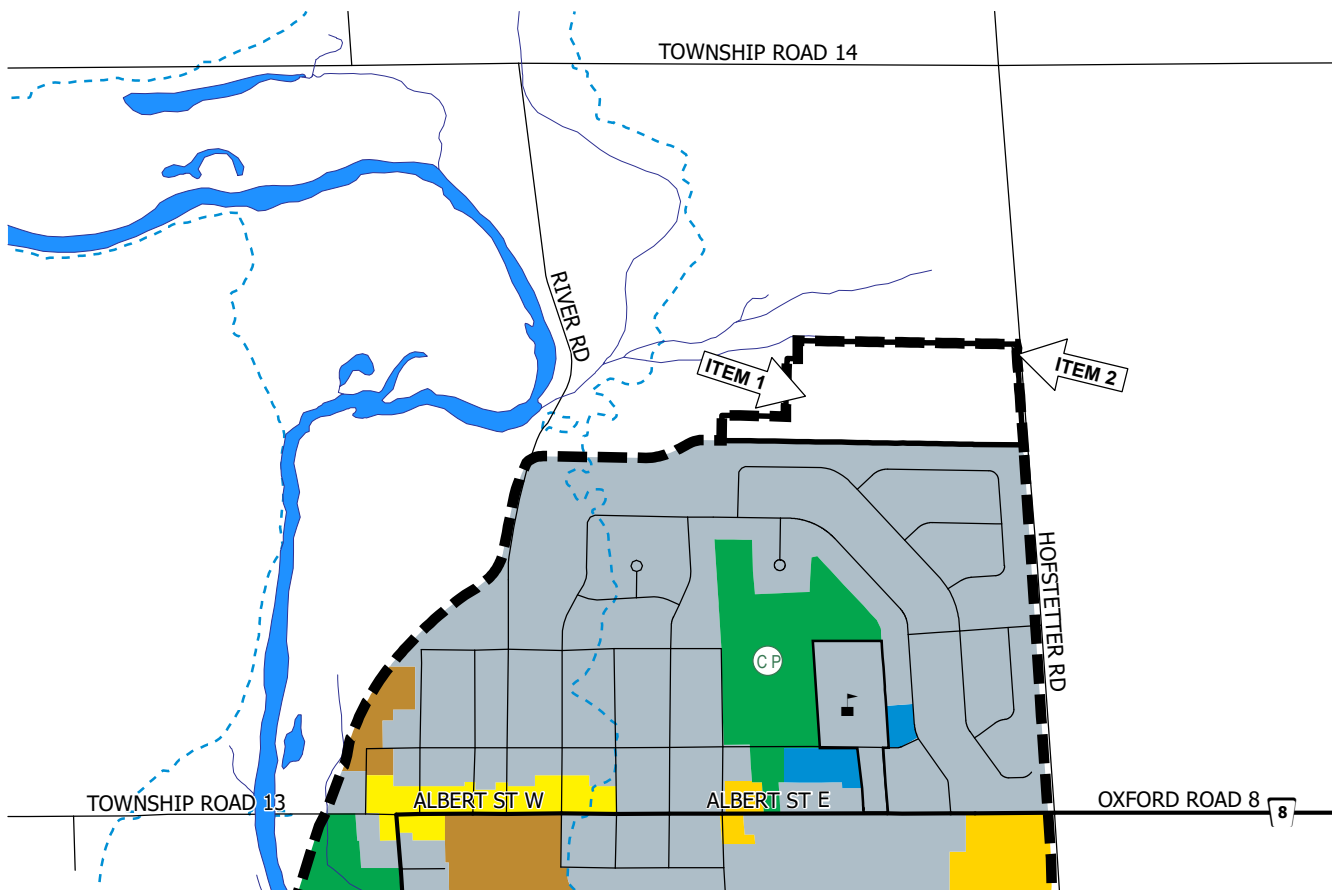 TOWNSHIP ROAD 14
RIVER RD
ITEM 1
ITEM 2
HOFSTETTER RD
C P
TOWNSHIP ROAD 13
ALBERT ST W
ALBERT ST E
OXFORD ROAD 8
8